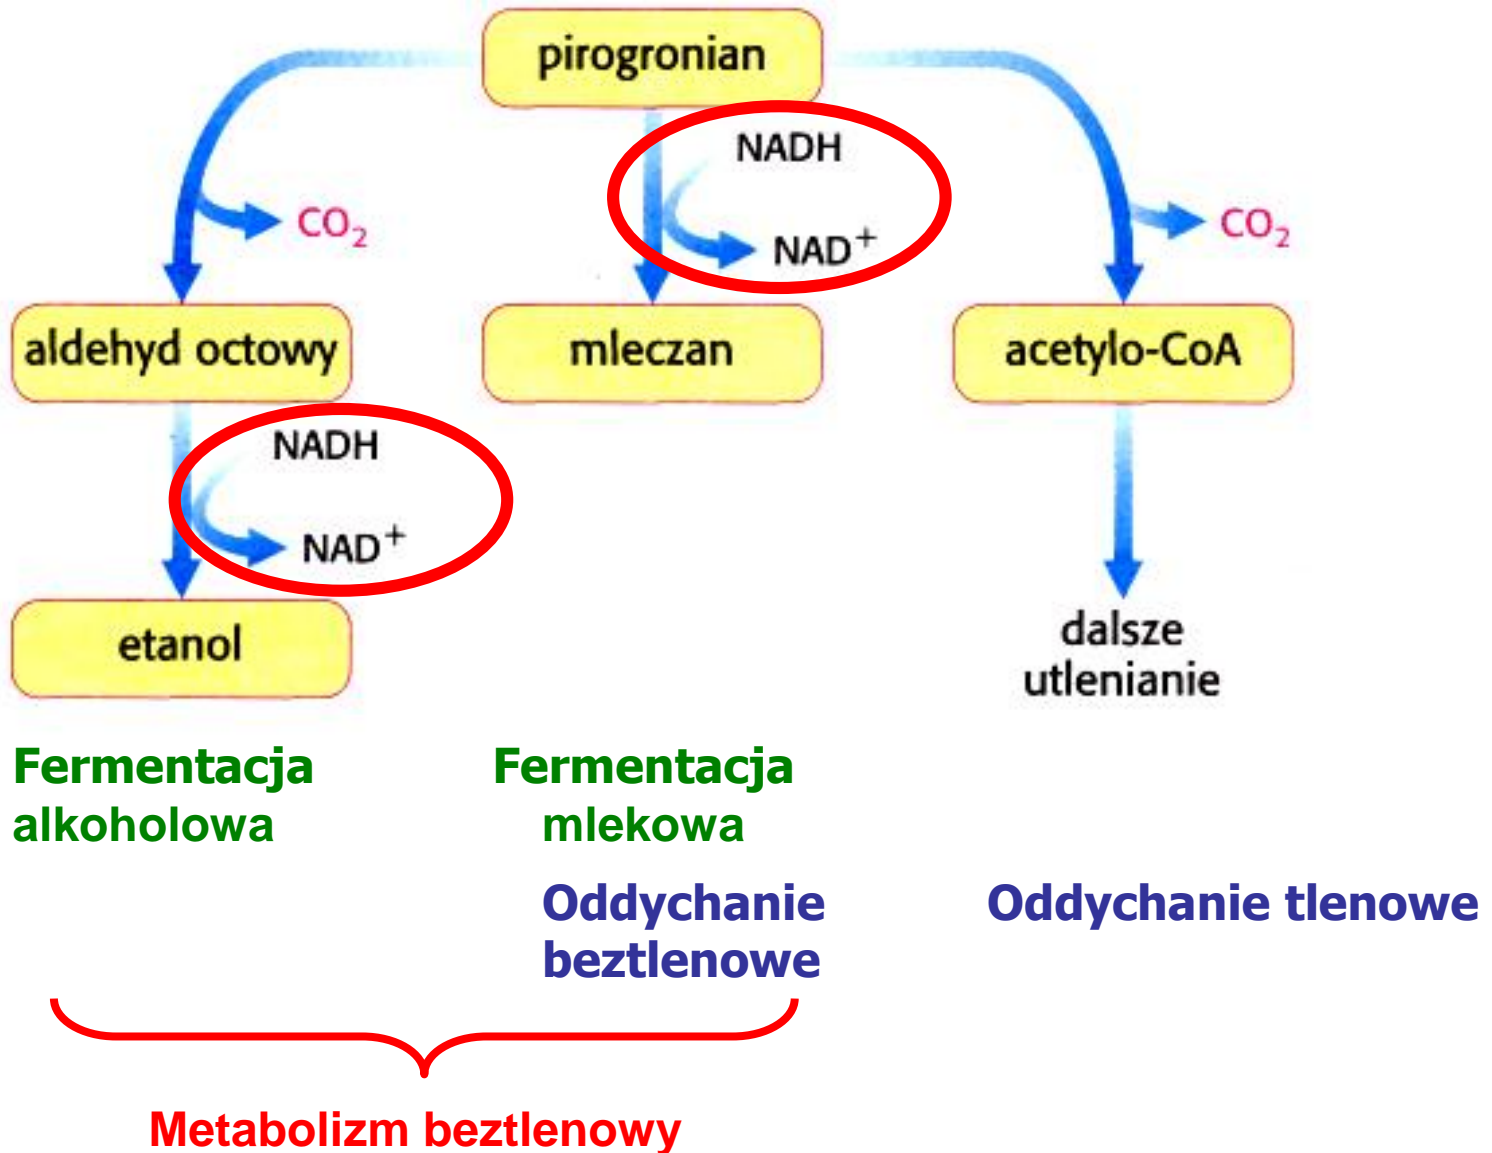 pirogronian
NADH
CO₂
NAD⁺
CO₂
aldehyd octowy
mleczan
acetylo-CoA
NADH
NAD⁺
etanol
dalsze
utlenianie
Fermentacja
alkoholowa
Fermentacja
mlekowa
Oddychanie
beztlenowe
Oddychanie tlenowe
Metabolizm beztlenowy